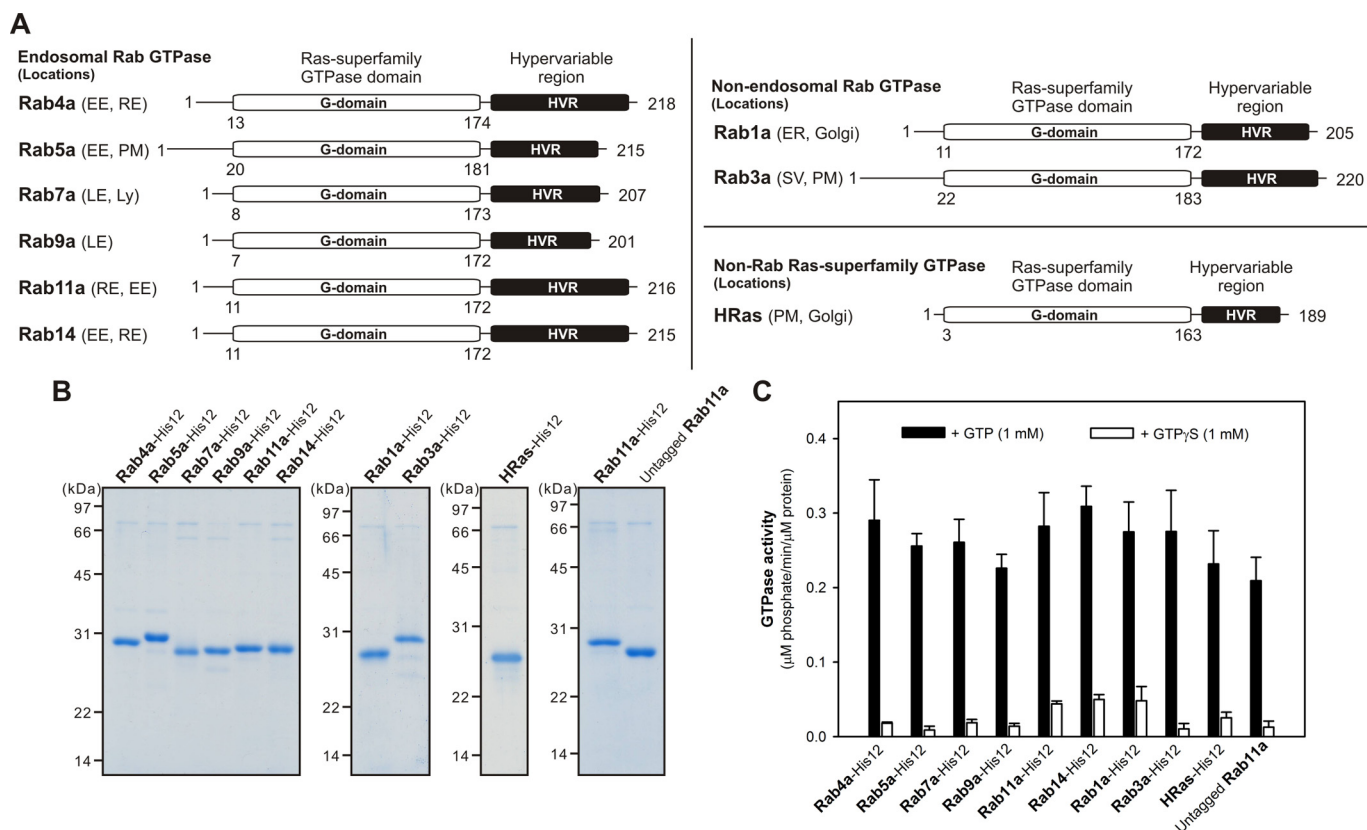 A
Endosomal Rab GTPase
(Locations)
Ras-superfamily
GTPase domain
Hypervariable
region
Rab4a (EE, RE) 1 G-domain HVR 218
13 174
Rab5a (EE, PM) 1 G-domain HVR 215
20 181
Rab7a (LE, Ly) 1 G-domain HVR 207
8 173
Rab9a (LE) 1 G-domain HVR 201
7 172
Rab11a (RE, EE) 1 G-domain HVR 216
11 172
Rab14 (EE, RE) 1 G-domain HVR 215
11 172
Non-endosomal Rab GTPase
(Locations)
Ras-superfamily
GTPase domain
Hypervariable
region
Rab1a (ER, Golgi) 1 G-domain HVR 205
11 172
Rab3a (SV, PM) 1 G-domain HVR 220
22 183
Non-Rab Ras-superfamily GTPase
(Locations)
Ras-superfamily
GTPase domain
Hypervariable
region
HRas (PM, Golgi) 1 G-domain HVR 189
3 163
B
Rab4a-His12
Rab5a-His12
Rab7a-His12
Rab9a-His12
Rab11a-His12
Rab14-His12
(kDa)
97
66
45
31
22
14
Rab1a-His12
Rab3a-His12
(kDa)
97
66
45
31
22
14
HRas-His12
(kDa)
97
66
45
31
22
14
Rab11a-His12
Untagged Rab11a
(kDa)
97
66
45
31
22
14
C
+ GTP (1 mM)
+ GTPγS (1 mM)
GTPase activity
(μM phosphate/min/μM protein)
0.4
0.3
0.2
0.1
0.0
Rab4a-His12
Rab5a-His12
Rab7a-His12
Rab9a-His12
Rab11a-His12
Rab14-His12
Rab1a-His12
Rab3a-His12
HRas-His12
Untagged Rab11a